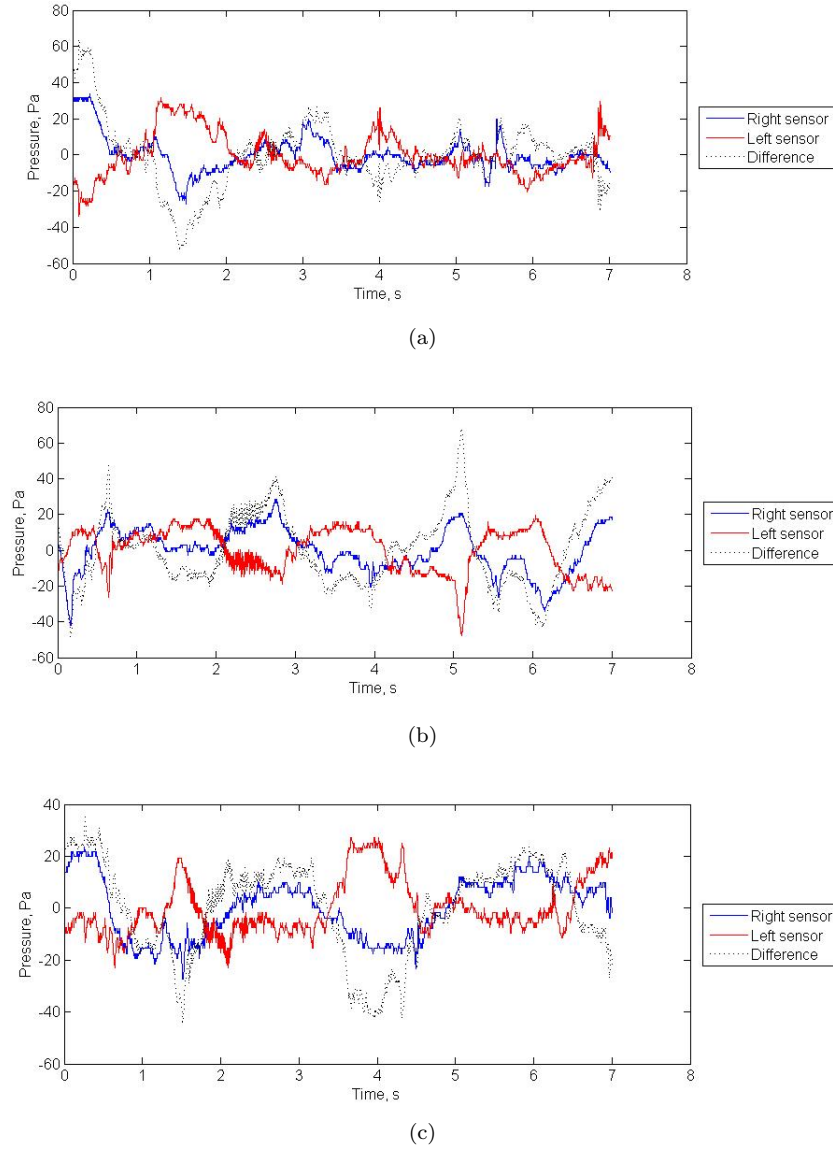 80
60
40
20
0
-20
-40
-60
Pressure, Pa
0 1 2 3 4 5 6 7 8
Time, s
Right sensor
Left sensor
Difference
(a)
80
60
40
20
0
-20
-40
-60
Pressure, Pa
0 1 2 3 4 5 6 7 8
Time, s
Right sensor
Left sensor
Difference
(b)
40
20
0
-20
-40
-60
Pressure, Pa
0 1 2 3 4 5 6 7 8
Time, s
Right sensor
Left sensor
Difference
(c)